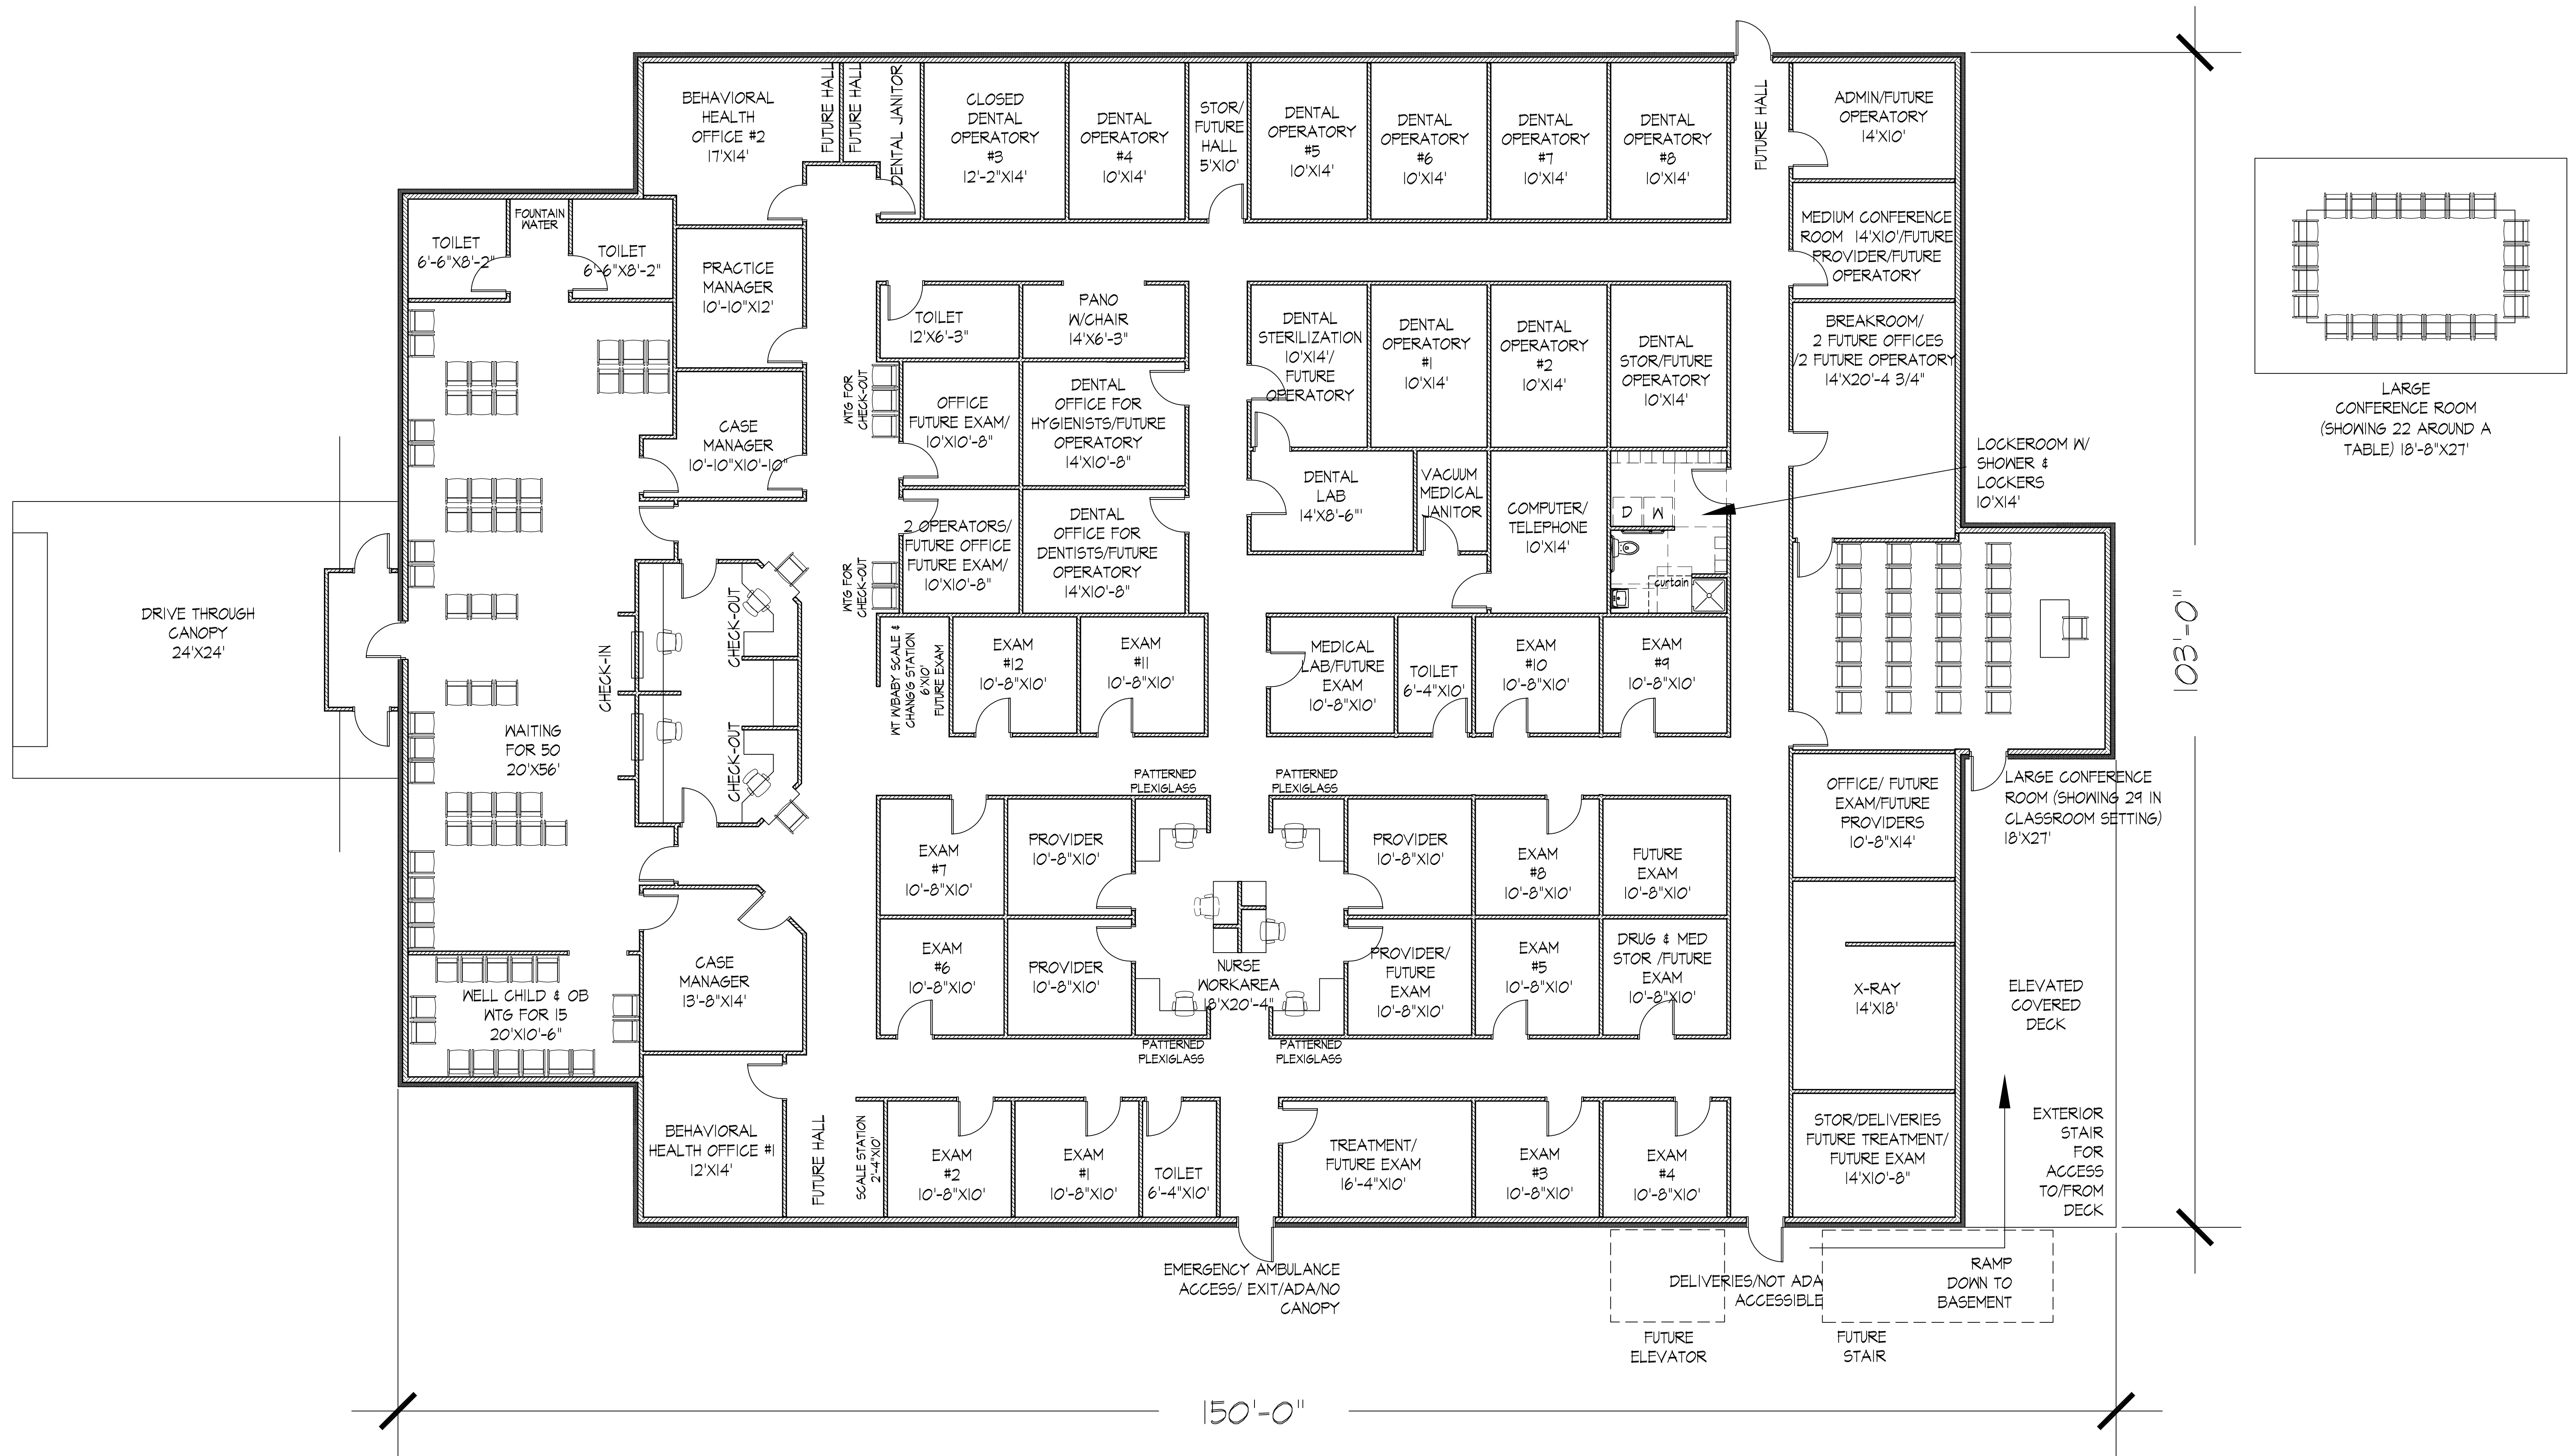 BEHAVIORAL
HEALTH
OFFICE #2
17'X14'
FUTURE HALL
FUTURE HALL
DENTAL JANITOR
CLOSED
DENTAL
OPERATORY
#3
12'-2"X14'
DENTAL
OPERATORY
#4
10'X14'
STOR/
FUTURE
HALL
5'X10'
DENTAL
OPERATORY
#5
10'X14'
DENTAL
OPERATORY
#6
10'X14'
DENTAL
OPERATORY
#7
10'X14'
DENTAL
OPERATORY
#8
10'X14'
FUTURE HALL
ADMIN/FUTURE
OPERATORY
14'X10'
MEDIUM CONFERENCE
ROOM 14'X10'/FUTURE
PROVIDER/FUTURE
OPERATORY
TOILET
6'-6"X8'-2"
FOUNTAIN
WATER
TOILET
6'-6"X8'-2"
PRACTICE
MANAGER
10'-10"X12'
TOILET
12'X6'-3"
PANO
W/CHAIR
14'X6'-3"
DENTAL
STERILIZATION
10'X14'/
FUTURE
OPERATORY
DENTAL
OPERATORY
#1
10'X14'
DENTAL
OPERATORY
#2
10'X14'
DENTAL
STOR/FUTURE
OPERATORY
10'X14'
BREAKROOM/
2 FUTURE OFFICES
/2 FUTURE OPERATORY
14'X20'-4 3/4"
LARGE
CONFERENCE ROOM
(SHOWING 22 AROUND A
TABLE) 18'-8"X27'
CASE
MANAGER
10'-10"X10'-10"
WTG FOR
CHECK-OUT
OFFICE
FUTURE EXAM/
10'X10'-8"
DENTAL
OFFICE FOR
HYGIENISTS/FUTURE
OPERATORY
14'X10'-8"
LOCKEROOM W/
SHOWER &
LOCKERS
10'X14'
DENTAL
LAB
14'X8'-6"'
VACUUM
MEDICAL
JANITOR
COMPUTER/
TELEPHONE
10'X14'
D
W
curtain
2 OPERATORS/
FUTURE OFFICE
FUTURE EXAM/
10'X10'-8"
DENTAL
OFFICE FOR
DENTISTS/FUTURE
OPERATORY
14'X10'-8"
WTG FOR
CHECK-OUT
DRIVE THROUGH
CANOPY
24'X24'
CHECK-IN
CHECK-OUT
CHECK-OUT
WT W/BABY SCALE &
CHANG'G STATION
6'X10'
FUTURE EXAM
EXAM
#12
10'-8"X10'
EXAM
#11
10'-8"X10'
MEDICAL
LAB/FUTURE
EXAM
10'-8"X10'
TOILET
6'-4"X10'
EXAM
#10
10'-8"X10'
EXAM
#9
10'-8"X10'
103'-0"
WAITING
FOR 50
20'X56'
PATTERNED
PLEXIGLASS
PATTERNED
PLEXIGLASS
OFFICE/ FUTURE
EXAM/FUTURE
PROVIDERS
10'-8"X14'
LARGE CONFERENCE
ROOM (SHOWING 29 IN
CLASSROOM SETTING)
18'X27'
EXAM
#7
10'-8"X10'
PROVIDER
10'-8"X10'
PROVIDER
10'-8"X10'
EXAM
#8
10'-8"X10'
FUTURE
EXAM
10'-8"X10'
EXAM
#6
10'-8"X10'
PROVIDER
10'-8"X10'
NURSE
WORKAREA
18'X20'-4"
PROVIDER/
FUTURE
EXAM
10'-8"X10'
EXAM
#5
10'-8"X10'
DRUG & MED
STOR /FUTURE
EXAM
10'-8"X10'
X-RAY
14'X18'
ELEVATED
COVERED
DECK
CASE
MANAGER
13'-8"X14'
WELL CHILD & OB
WTG FOR 15
20'X10'-6"
PATTERNED
PLEXIGLASS
PATTERNED
PLEXIGLASS
BEHAVIORAL
HEALTH OFFICE #1
12'X14'
FUTURE HALL
SCALE STATION
2'-4"X10'
EXAM
#2
10'-8"X10'
EXAM
#1
10'-8"X10'
TOILET
6'-4"X10'
TREATMENT/
FUTURE EXAM
16'-4"X10'
EXAM
#3
10'-8"X10'
EXAM
#4
10'-8"X10'
STOR/DELIVERIES
FUTURE TREATMENT/
FUTURE EXAM
14'X10'-8"
EXTERIOR
STAIR
FOR
ACCESS
TO/FROM
DECK
EMERGENCY AMBULANCE
ACCESS/ EXIT/ADA/NO
CANOPY
DELIVERIES/NOT ADA
ACCESSIBLE
RAMP
DOWN TO
BASEMENT
FUTURE
ELEVATOR
FUTURE
STAIR
150'-0"